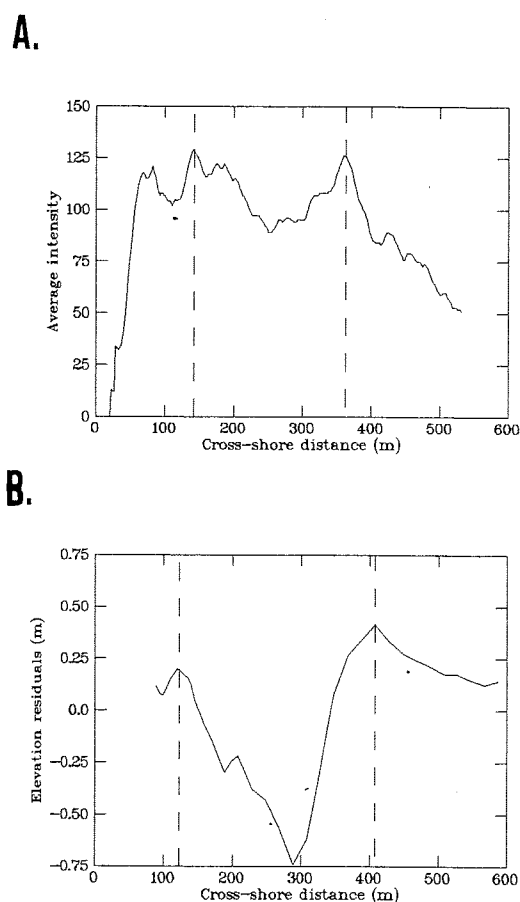 A.
150
125
100
75
50
25
0
Average intensity
0 100 200 300 400 500 600
Cross-shore distance (m)
B.
0.75
0.50
0.25
0.0
-0.25
-0.50
-0.75
Elevation residuals (m)
0 100 200 300 400 500 600
Cross-shore distance (m)